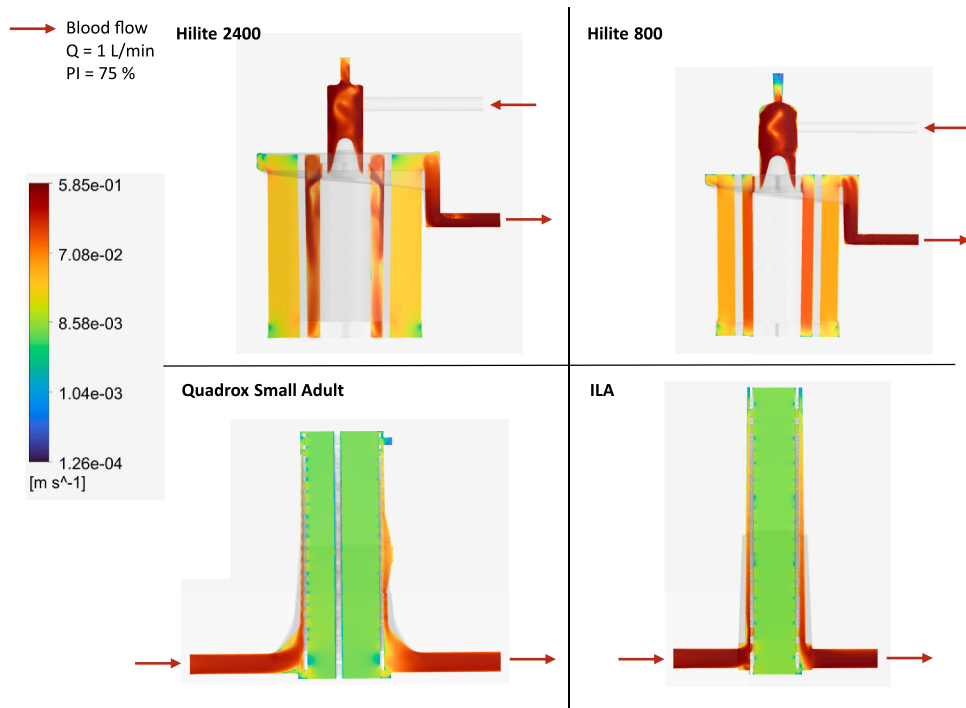 Blood flow
Q = 1 L/min
PI = 75 %
Hilite 2400
Hilite 800
5.85e-01
7.08e-02
8.58e-03
1.04e-03
1.26e-04
[m s^-1]
Quadrox Small Adult
ILA